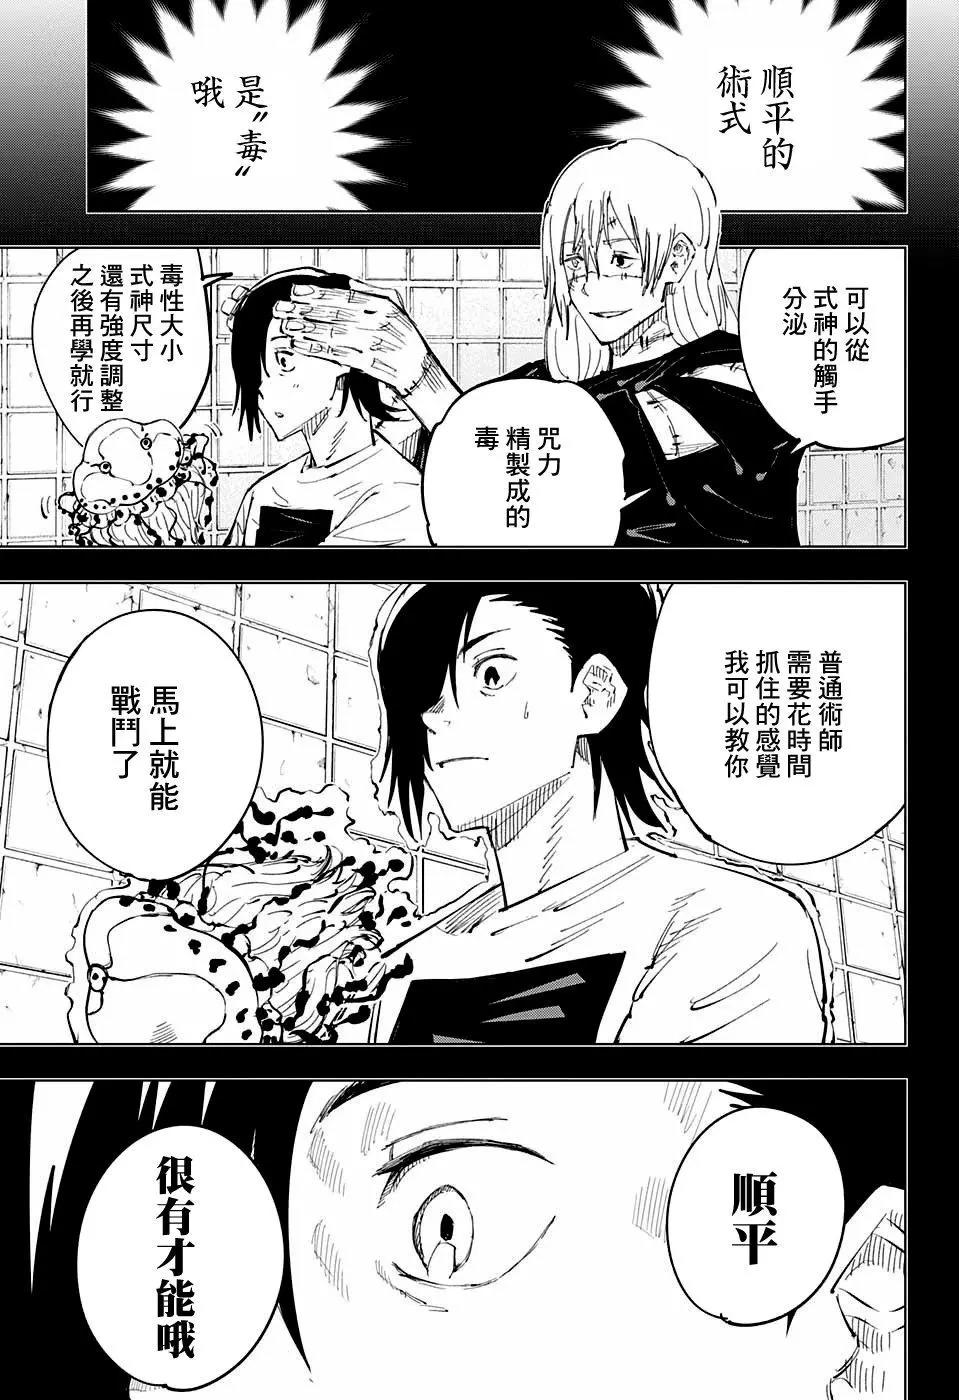 順平的
術式
是〝毒〞
哦
可以從
式神的觸手
分泌
咒力
精製成的
毒
毒性大小
式神尺寸
還有強度調整
之後再學就行
普通術師
需要花時間
抓住的感覺
我可以教你
馬上就能
戰鬥了
順平
很有才能哦